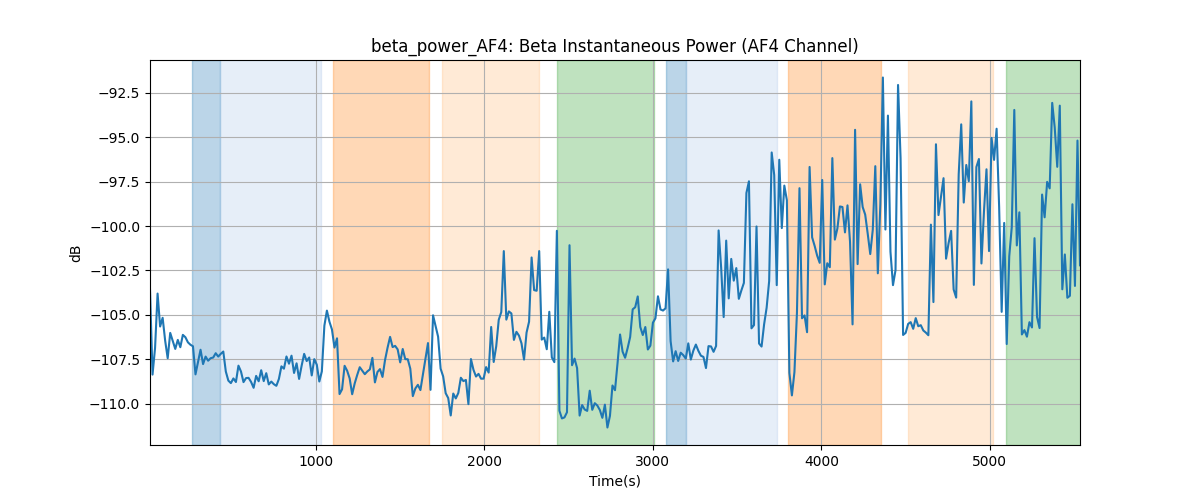 beta_power_AF4: Beta Instantaneous Power (AF4 Channel)
−92.5
−95.0
−97.5
−100.0
−102.5
−105.0
−107.5
−110.0
dB
1000 2000 3000 4000 5000
Time(s)